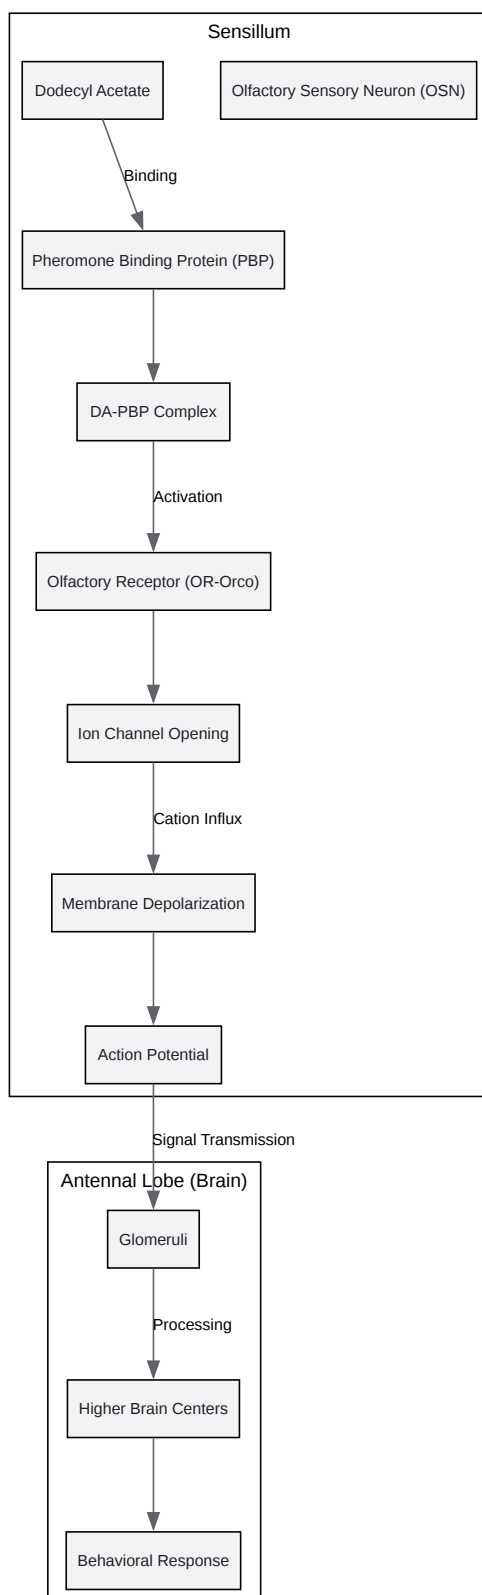 Sensillum
Dodecyl Acetate
Olfactory Sensory Neuron (OSN)
Binding
Pheromone Binding Protein (PBP)
DA-PBP Complex
Activation
Olfactory Receptor (OR-Orco)
Ion Channel Opening
Cation Influx
Membrane Depolarization
Action Potential
Signal Transmission
Antennal Lobe (Brain)
Glomeruli
Processing
Higher Brain Centers
Behavioral Response